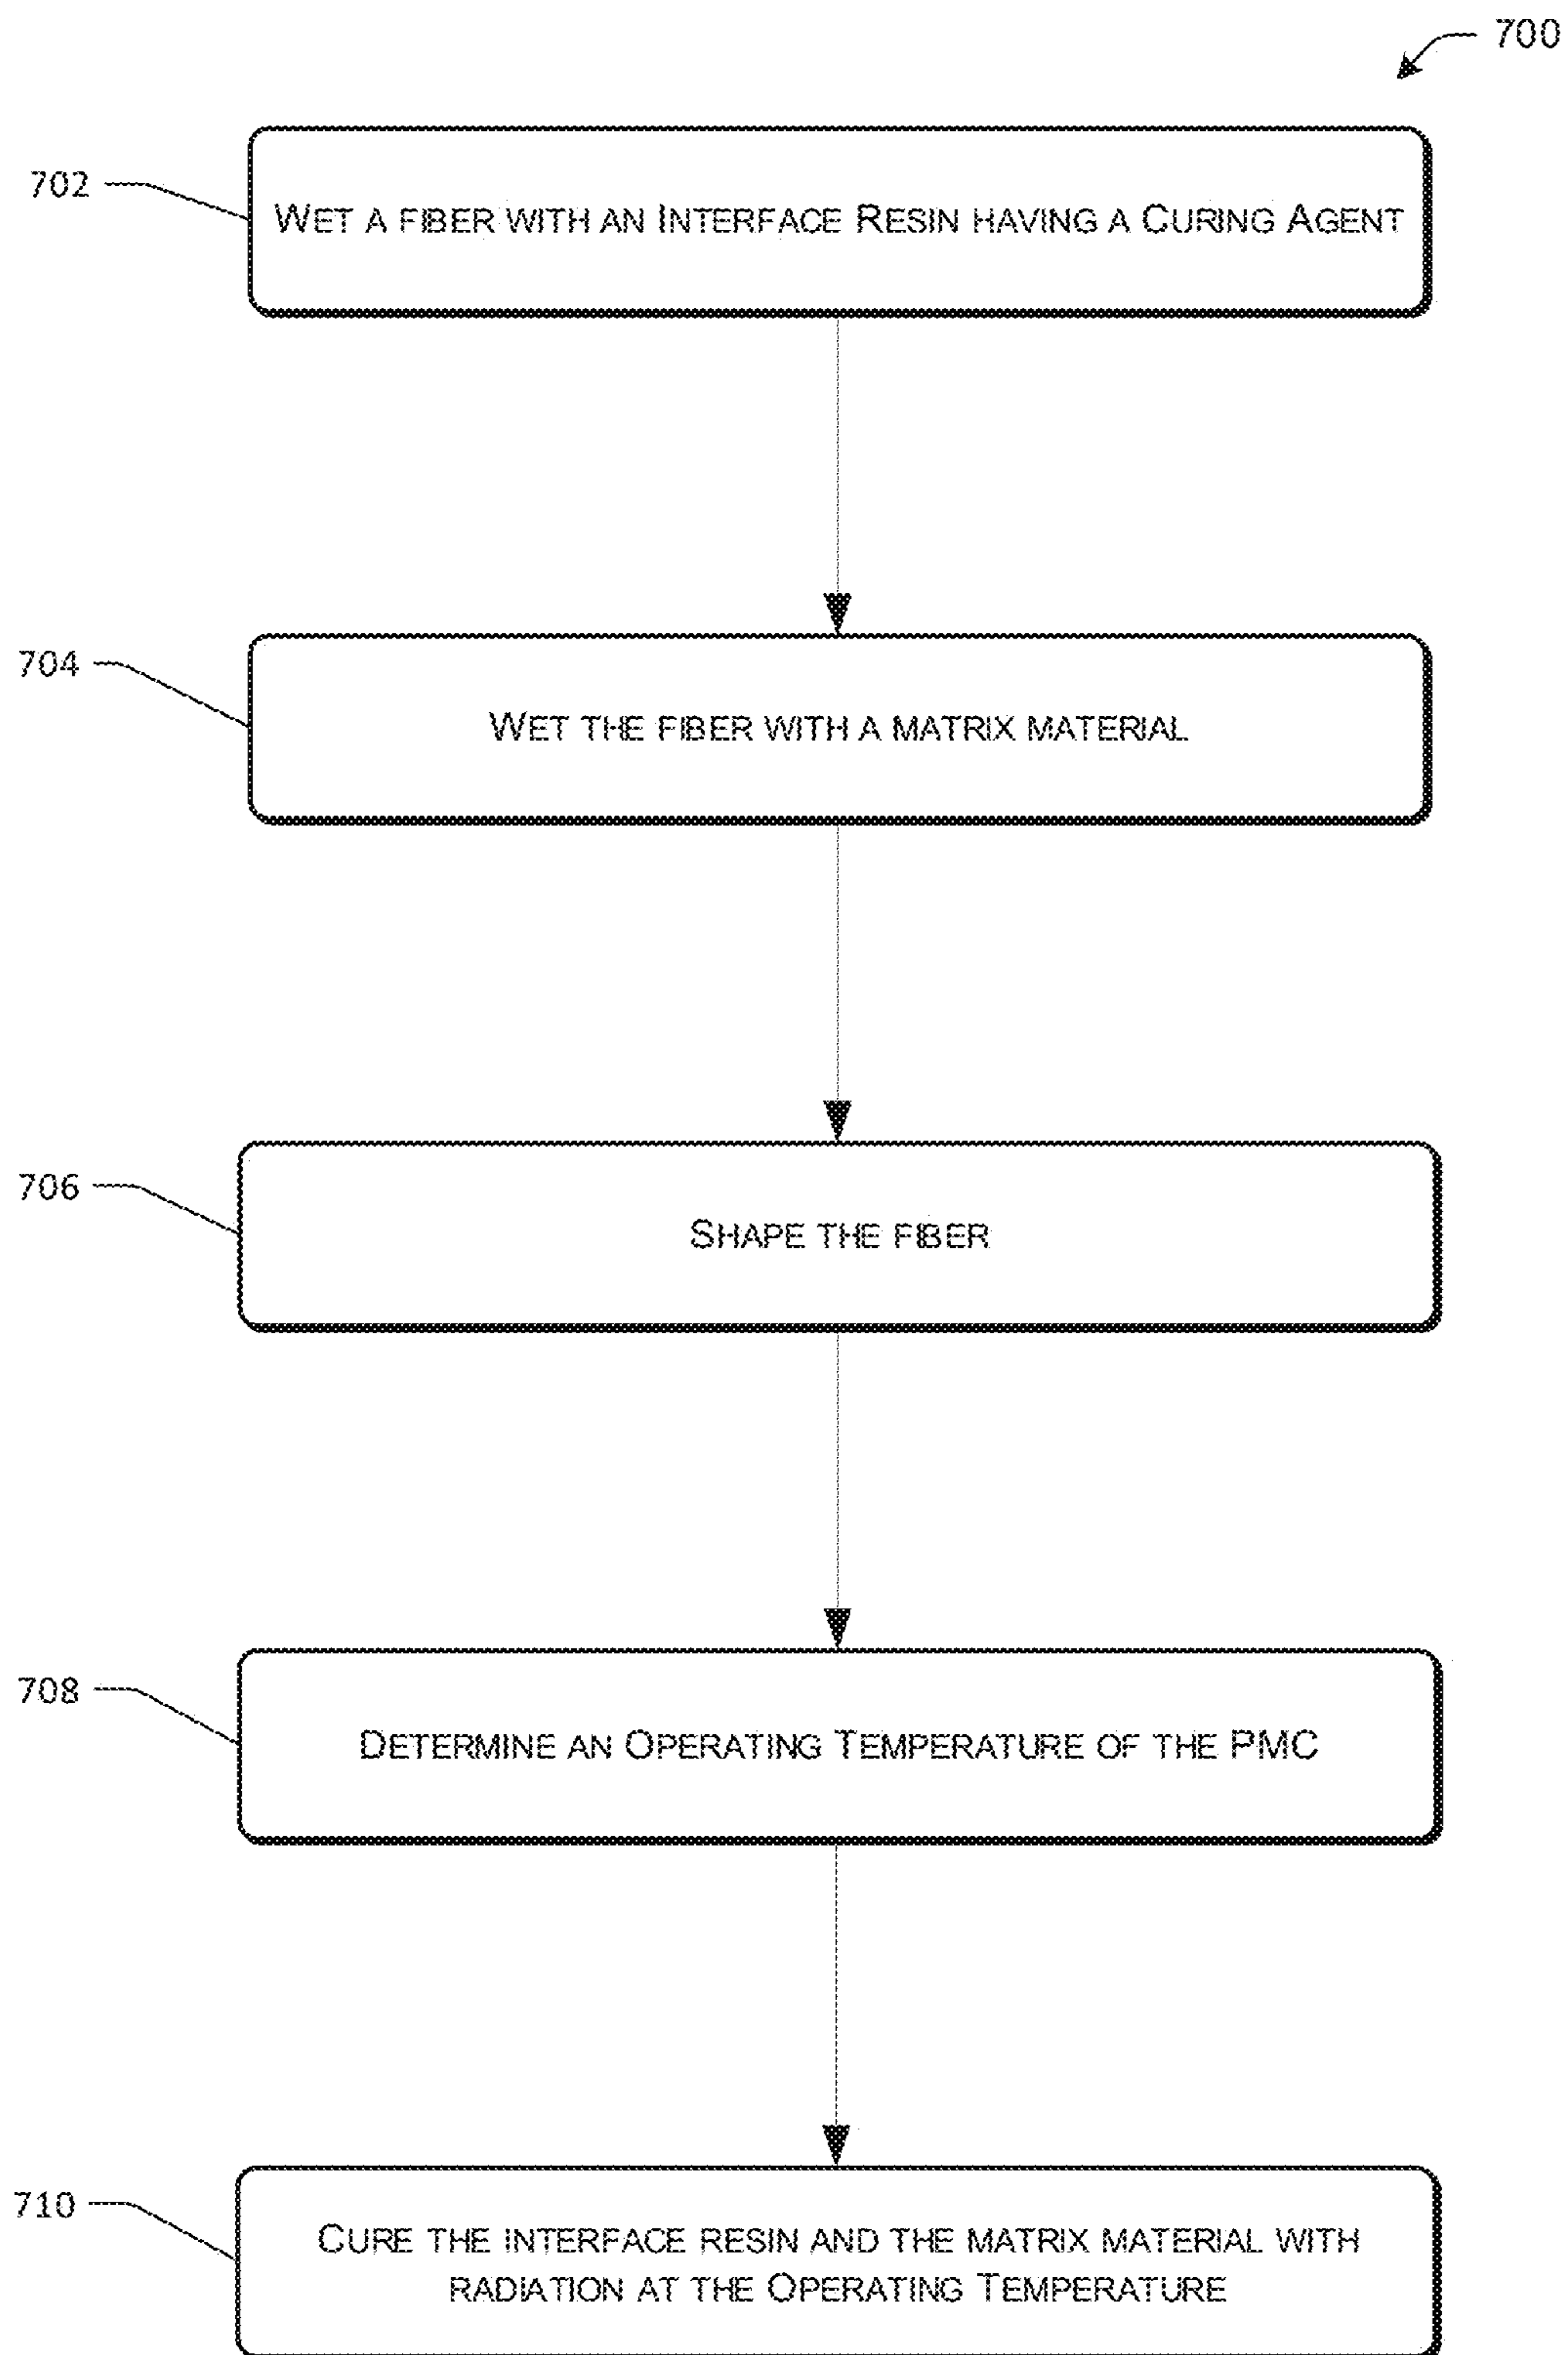 700
702
WET A FIBER WITH AN INTERFACE RESIN HAVING A CURING AGENT
704
WET THE FIBER WITH A MATRIX MATERIAL
706
SHAPE THE FIBER
708
DETERMINE AN OPERATING TEMPERATURE OF THE PMC
710
CURE THE INTERFACE RESIN AND THE MATRIX MATERIAL WITH
RADIATION AT THE OPERATING TEMPERATURE